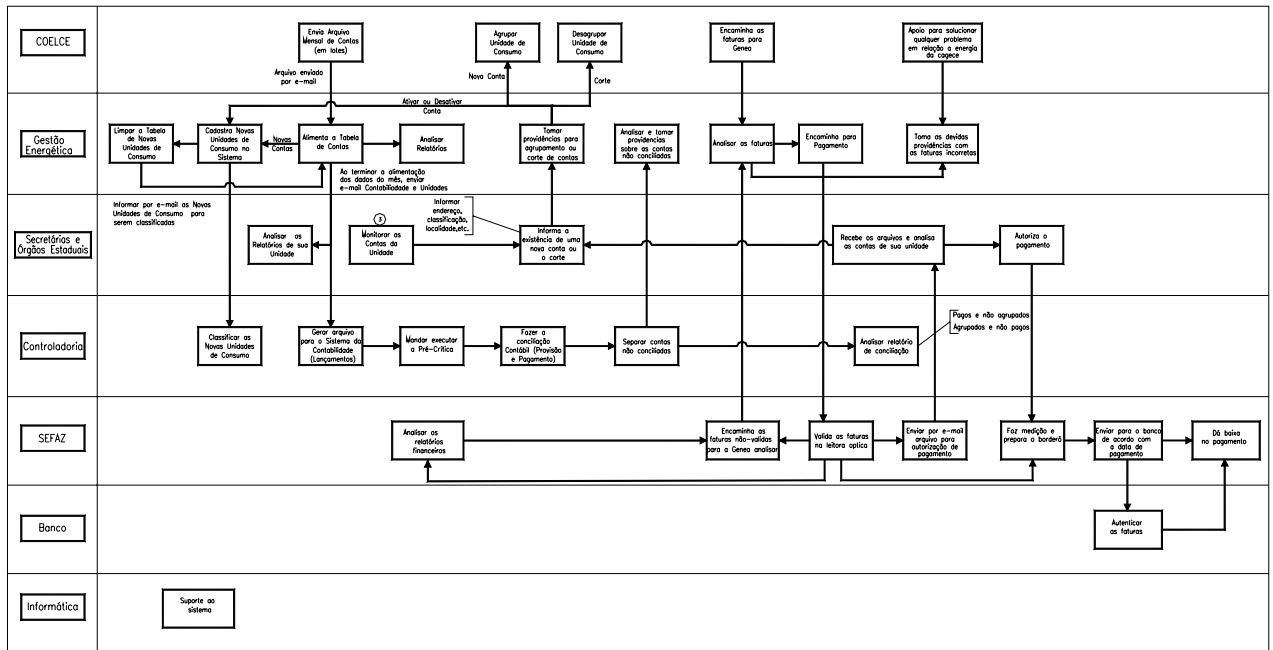 COELCE
Envia Arquivo
Mensal de Contas
(em lotes)
Agrupar
Unidade de
Consumo
Desagrupar
Unidade de
Consumo
Encaminha as
faturas para
Genea
Apoio para solucionar
qualquer problema
em relação a energia
da cagece
Arquivo enviado
por e-mail
Nova Conta
Corte
Ativar ou Desativar
Conta
Gestão
Energética
Limpar a Tabela
de Novas
Unidades de
Consumo
Cadastra Novas
Unidades de
Consumo no
Sistema
Novas
Contas
Alimenta a Tabela
de Contas
Analisar
Relatórios
Tomar
providências para
agrupamento ou
corte de contas
Analisar e tomar
providencias
sobre as contas
não conciliadas
Analisar as faturas
Encaminha para
Pagamento
Toma as devidas
providências com
as faturas incorretas
Ao terminar a alimentação
dos dados do mês, enviar
e-mail Contabiliodade e Unidades
Informar por e-mail as Novas
Unidades de Consumo para
serem classificadas
Informar
endereço,
classificação,
localidade,etc.
Secretárias e
Órgãos Estaduais
Analisar os
Relatórios de sua
Unidade
3
Monitorar as
Contas da
Unidade
Informa a
existência de uma
nova conta ou
o corte
Recebe os arquivos e analisa
as contas de sua unidade
Autoriza o
pagamento
Controladoria
Classificar as
Novas Unidades
de Consumo
Gerar arquivo
para o Sistema da
Contabilidade
(Lançamentos)
Mandar executar
a Pré-Crítica
Fazer a
conciliação
Contábil (Provisão
e Pagamento)
Separar contas
não conciliadas
Analisar relatório
de conciliação
Pagos e não agrupados
Agrupados e não pagos
SEFAZ
Analisar os
relatórios
financeiros
Encaminha as
faturas não-validas
para a Genea analisar
Valida as faturas
na leitora optica
Enviar por e-mail
arquivo para
autorização de
pagamento
Faz medição e
prepara o borderô
Enviar para o banco
de acordo com
a data de
pagamento
Dô baixa
no pagamento
Banco
Autenticar
as faturas
Informática
Suporte ao
sistema